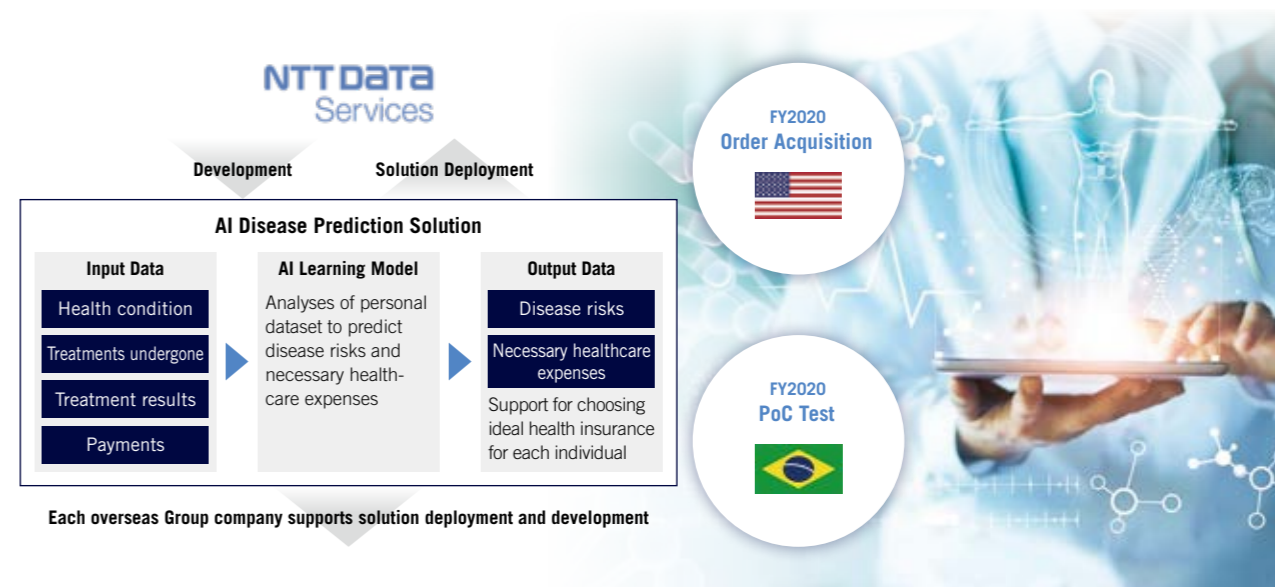 NTT DATA
Services
Development
Solution Deployment
AI Disease Prediction Solution
Input Data
Health condition
Treatments undergone
Treatment results
Payments
AI Learning Model
Analyses of personal
dataset to predict
disease risks and
necessary health-
care expenses
Output Data
Disease risks
Necessary healthcare
expenses
Support for choosing
ideal health insurance
for each individual
Each overseas Group company supports solution deployment and development
FY2020
Order Acquisition
FY2020
PoC Test